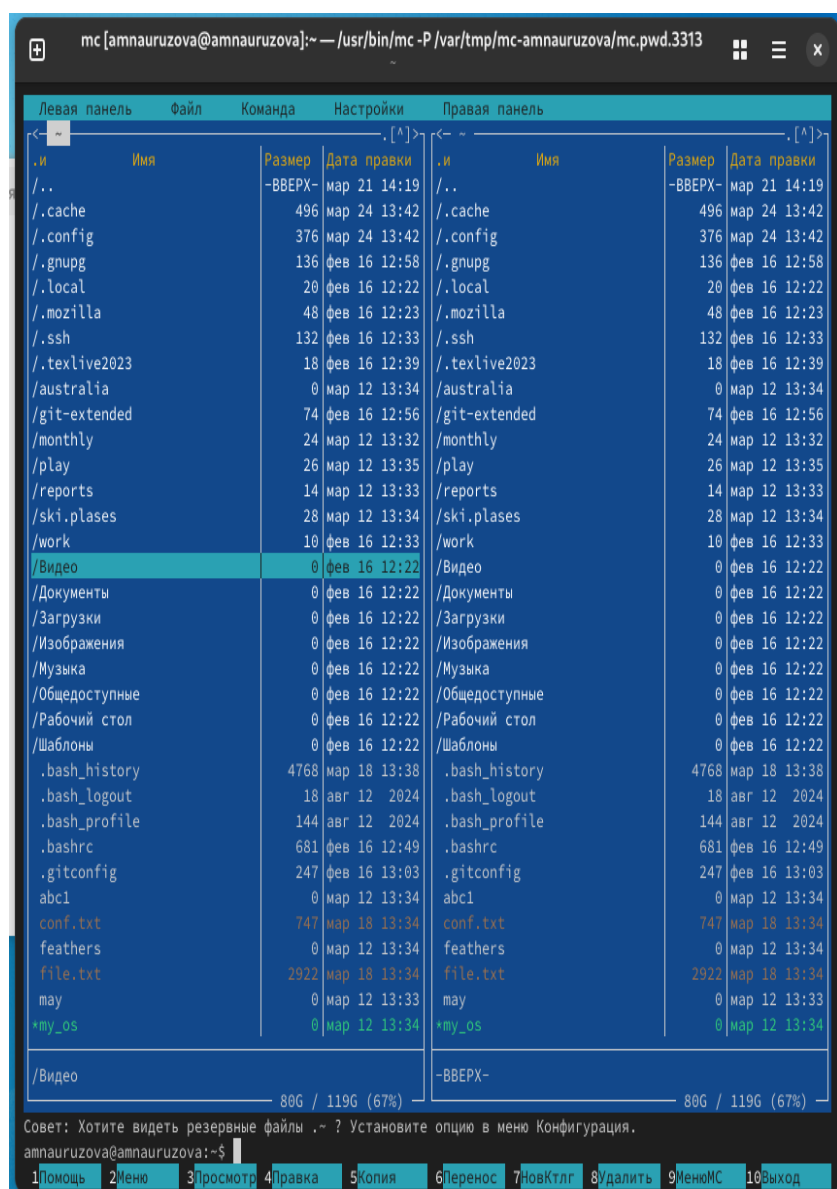 mc [amnauruzova@amnauruzova]:~ — /usr/bin/mc -P /var/tmp/mc-amnauruzova/mc.pwd.3313
~
Левая панель Файл Команда Настройки Правая панель
<— ~ .[^]> <— ~ .[^]>
.и Имя Размер Дата правки .и Имя Размер Дата правки
/.. -ВВЕРХ- мар 21 14:19 /.. -ВВЕРХ- мар 21 14:19
/.cache 496 мар 24 13:42 /.cache 496 мар 24 13:42
/.config 376 мар 24 13:42 /.config 376 мар 24 13:42
/.gnupg 136 фев 16 12:58 /.gnupg 136 фев 16 12:58
/.local 20 фев 16 12:22 /.local 20 фев 16 12:22
/.mozilla 48 фев 16 12:23 /.mozilla 48 фев 16 12:23
/.ssh 132 фев 16 12:33 /.ssh 132 фев 16 12:33
/.texlive2023 18 фев 16 12:39 /.texlive2023 18 фев 16 12:39
/australia 0 мар 12 13:34 /australia 0 мар 12 13:34
/git-extended 74 фев 16 12:56 /git-extended 74 фев 16 12:56
/monthly 24 мар 12 13:32 /monthly 24 мар 12 13:32
/play 26 мар 12 13:35 /play 26 мар 12 13:35
/reports 14 мар 12 13:33 /reports 14 мар 12 13:33
/ski.plases 28 мар 12 13:34 /ski.plases 28 мар 12 13:34
/work 10 фев 16 12:33 /work 10 фев 16 12:33
/Видео 0 фев 16 12:22 /Видео 0 фев 16 12:22
/Документы 0 фев 16 12:22 /Документы 0 фев 16 12:22
/Загрузки 0 фев 16 12:22 /Загрузки 0 фев 16 12:22
/Изображения 0 фев 16 12:22 /Изображения 0 фев 16 12:22
/Музыка 0 фев 16 12:22 /Музыка 0 фев 16 12:22
/Общедоступные 0 фев 16 12:22 /Общедоступные 0 фев 16 12:22
/Рабочий стол 0 фев 16 12:22 /Рабочий стол 0 фев 16 12:22
/Шаблоны 0 фев 16 12:22 /Шаблоны 0 фев 16 12:22
.bash_history 4768 мар 18 13:38 .bash_history 4768 мар 18 13:38
.bash_logout 18 авг 12 2024 .bash_logout 18 авг 12 2024
.bash_profile 144 авг 12 2024 .bash_profile 144 авг 12 2024
.bashrc 681 фев 16 12:49 .bashrc 681 фев 16 12:49
.gitconfig 247 фев 16 13:03 .gitconfig 247 фев 16 13:03
abc1 0 мар 12 13:34 abc1 0 мар 12 13:34
conf.txt 747 мар 18 13:34 conf.txt 747 мар 18 13:34
feathers 0 мар 12 13:34 feathers 0 мар 12 13:34
file.txt 2922 мар 18 13:34 file.txt 2922 мар 18 13:34
may 0 мар 12 13:33 may 0 мар 12 13:33
*my_os 0 мар 12 13:34 *my_os 0 мар 12 13:34
/Видео -ВВЕРХ-
80G / 119G (67%) 80G / 119G (67%)
Совет: Хотите видеть резервные файлы .~ ? Установите опцию в меню Конфигурация.
amnauruzova@amnauruzova:~$
1Помощь 2Меню 3Просмотр 4Правка 5Копия 6Перенос 7НовКтлг 8Удалить 9МенюMC 10Выход